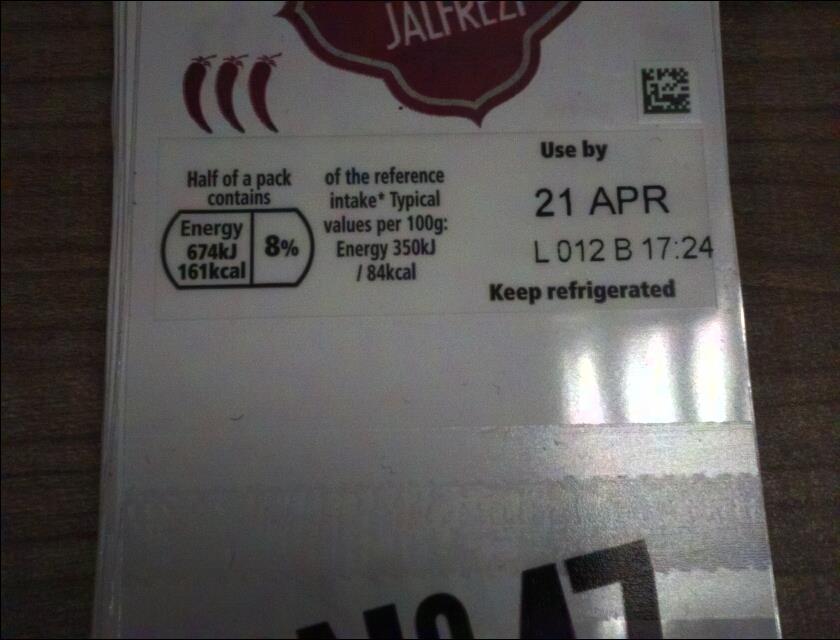 JALFREZI
Half of a pack
contains
Energy
674kJ
161kcal
8%
of the reference
intake* Typical
values per 100g:
Energy 350kJ
/ 84kcal
Use by
21 APR
L 012 B 17:24
Keep refrigerated